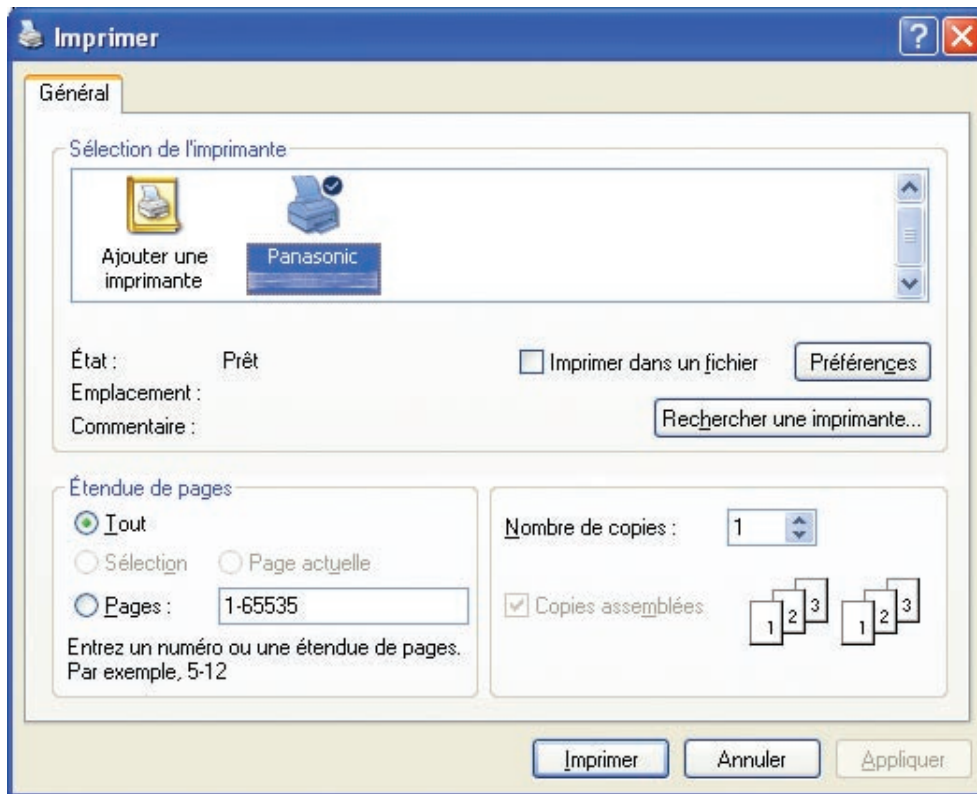 Imprimer
Général
Sélection de l'imprimante
Ajouter une
imprimante
Panasonic
État : Prêt
Emplacement :
Commentaire :
Imprimer dans un fichier
Préférences
Rechercher une imprimante...
Étendue de pages
Tout
Sélection
Page actuelle
Pages : 1-65535
Entrez un numéro ou une étendue de pages.
Par exemple, 5-12
Nombre de copies : 1
Copies assemblées
1 2 3 1 2 3
Imprimer
Annuler
Appliquer